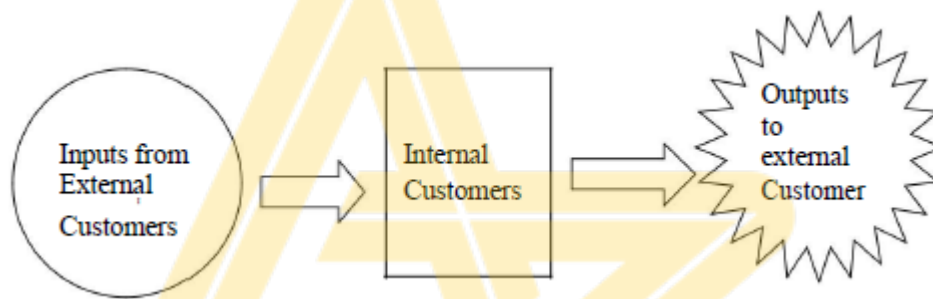 Inputs from
External
Customers
Internal
Customers
Outputs
to
external
Customer